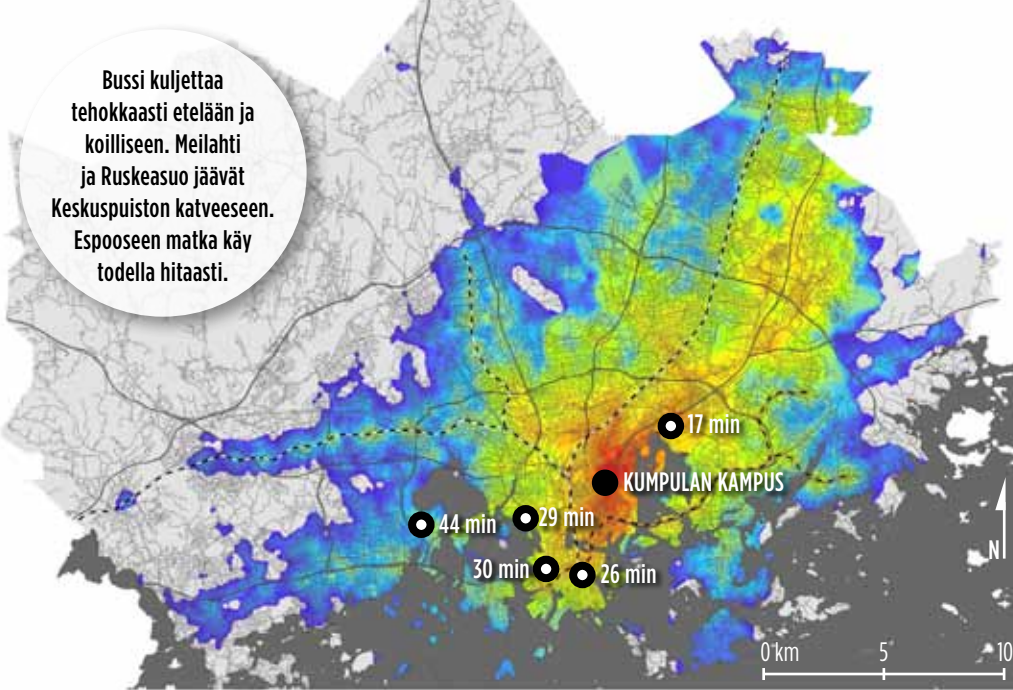 Bussi kuljettaa
tehokkaasti etelään ja
koilliseen. Meilahti
ja Ruskeasuo jäävät
Keskuspuiston katveeseen.
Espooseen matka käy
todella hitaasti.
17 min
KUMPULAN KAMPUS
44 min
29 min
30 min
26 min
N
0 km 5 10